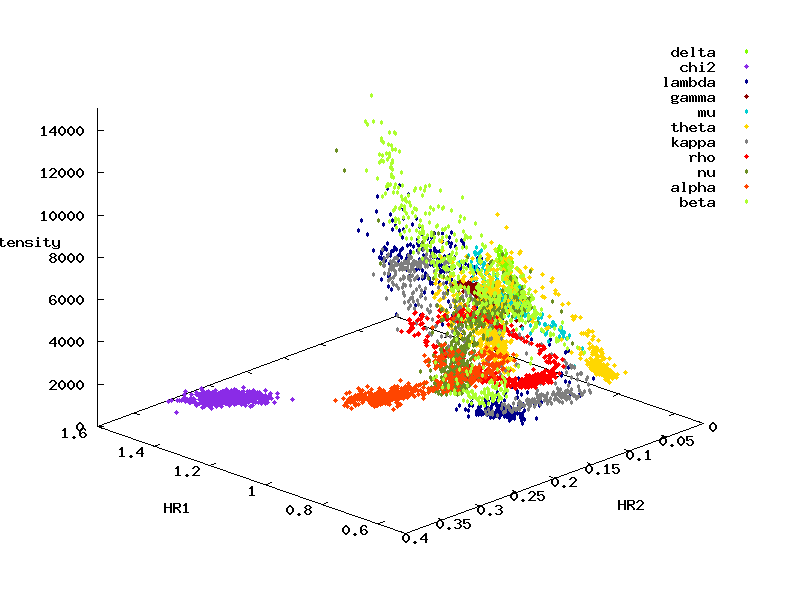 delta
chi2
lambda
gamma
mu
theta
kappa
rho
nu
alpha
beta
14000
12000
10000
tensity
8000
6000
4000
2000
0
1.6
1.4
1.2
1
0.8
0.6
0.4
0.35
0.3
0.25
0.2
0.15
0.1
0.05
0
HR1
HR2